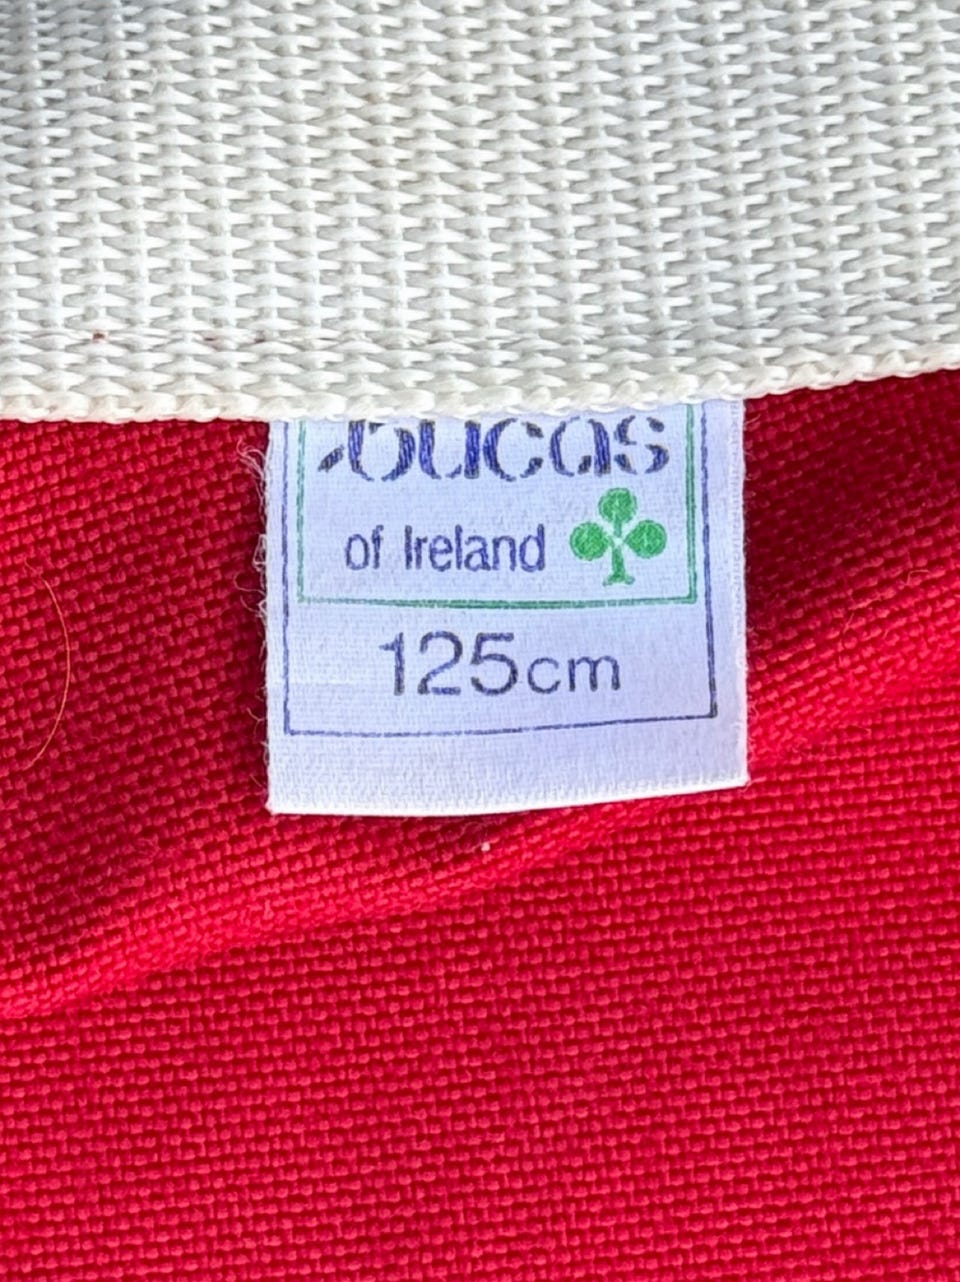 bucas
of Ireland
125cm